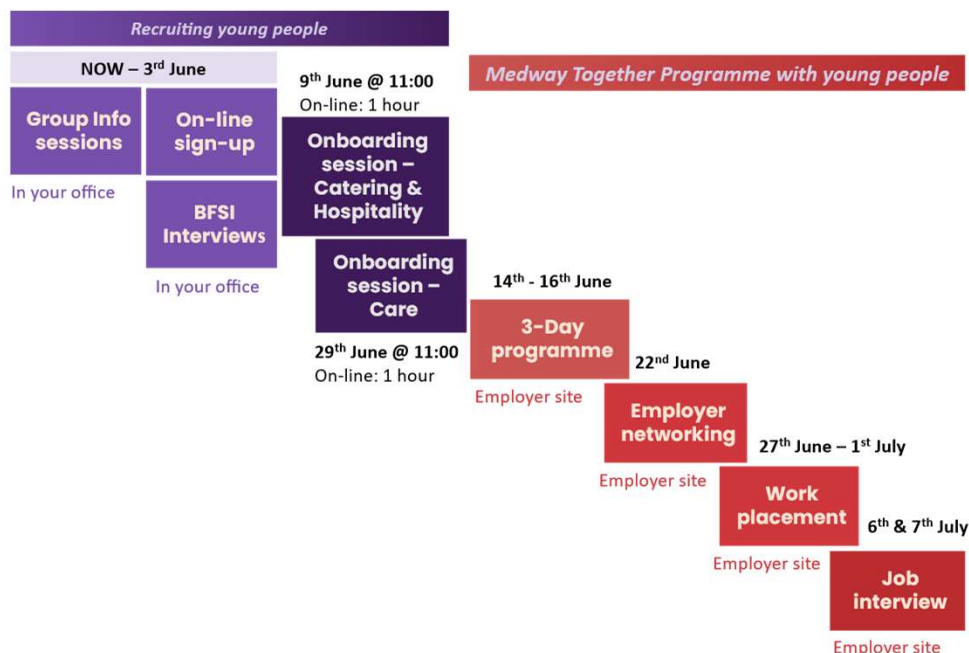 Recruiting young people
NOW – 3rd June
Group Info
sessions
In your office
On-line
sign-up
BFSI
Interviews
In your office
9th June @ 11:00
On-line: 1 hour
Onboarding
session –
Catering &
Hospitality
Onboarding
session –
Care
29th June @ 11:00
On-line: 1 hour
Medway Together Programme with young people
14th - 16th June
3-Day
programme
Employer site
22nd June
Employer
networking
Employer site
27th June – 1st July
Work
placement
Employer site
6th & 7th July
Job
interview
Employer site